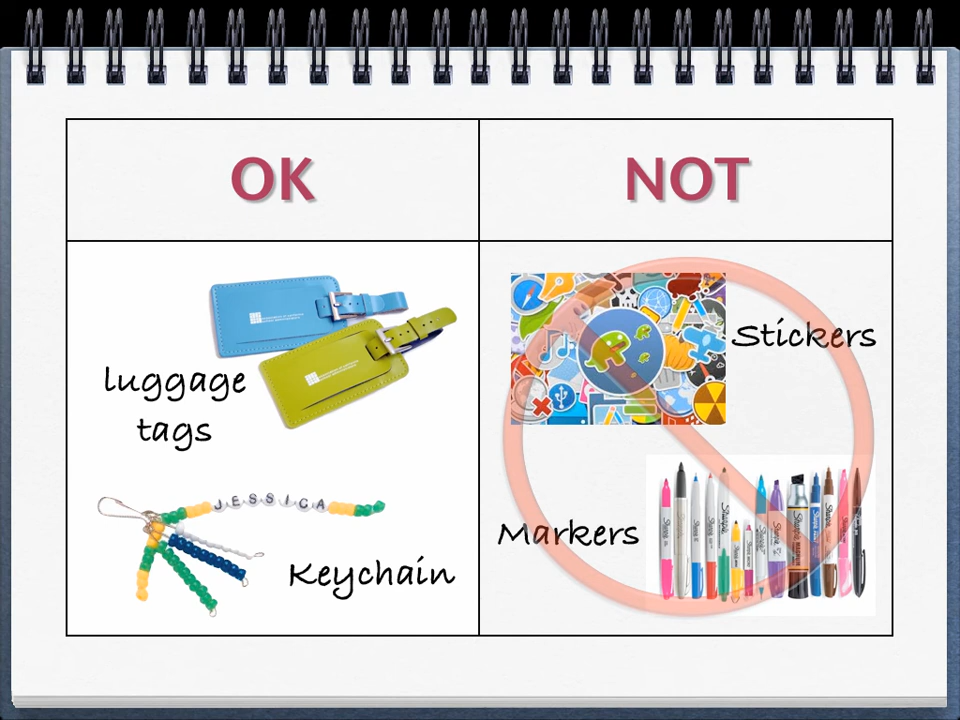 OK
NOT
luggage
tags
Stickers
JESSICA
Keychain
Markers